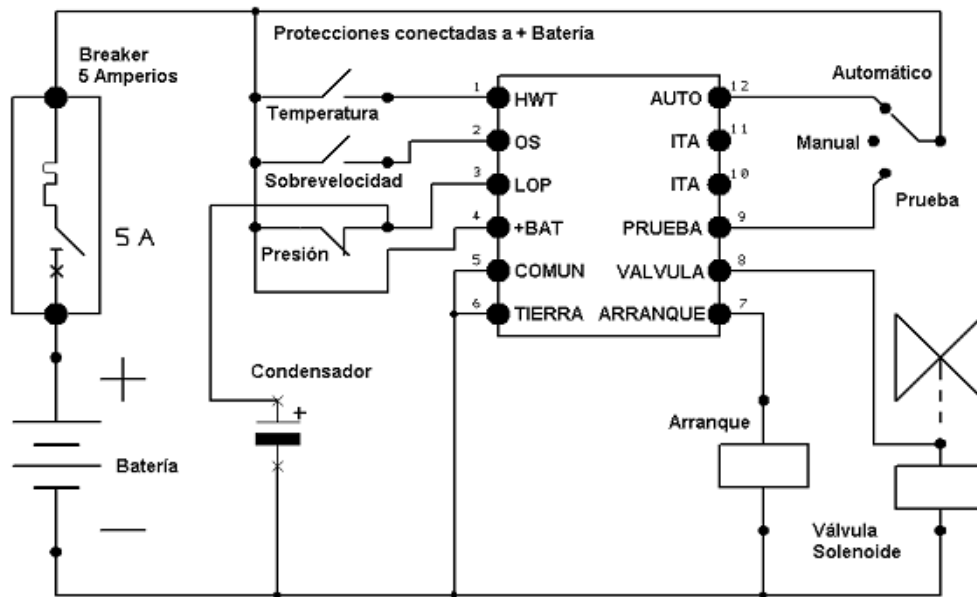 Protecciones conectadas a + Batería
Breaker
5 Amperios
5 A
Temperatura
Sobrevelocidad
Presión
Condensador
+
+
Batería
—
1 HWT
2 OS
3 LOP
4 +BAT
5 COMUN
6 TIERRA
AUTO 12
ITA 11
ITA 10
PRUEBA 9
VALVULA 8
ARRANQUE 7
Automático
Manual
Prueba
Arranque
Válvula
Solenoide